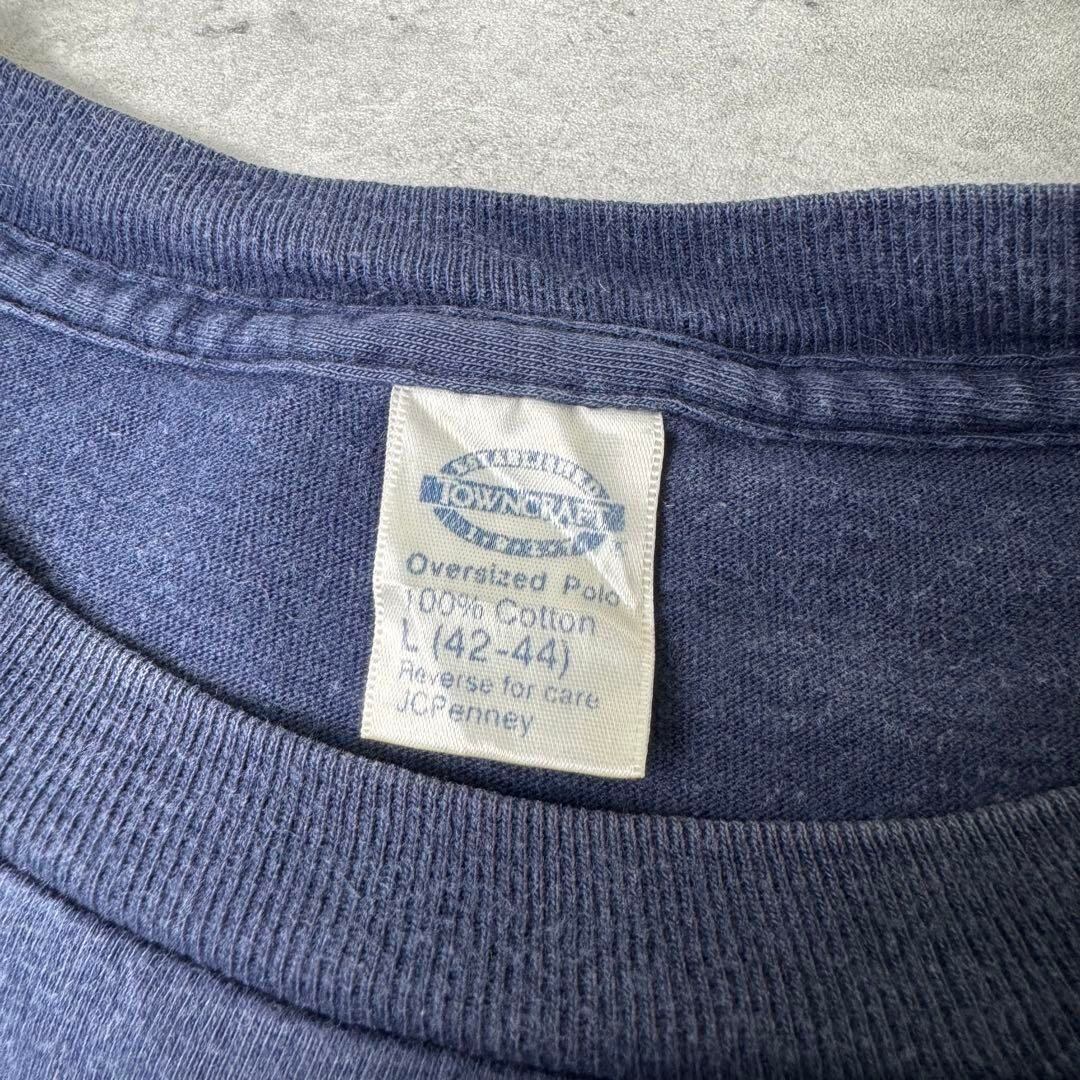 TOWNCRAFT
Oversized Polo
100% Cotton
L (42-44)
Reverse for care
JCPenney